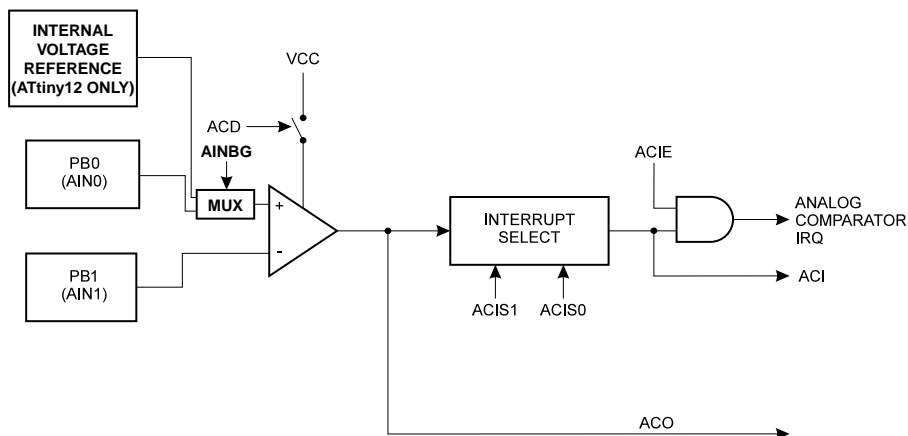 INTERNAL
VOLTAGE
REFERENCE
(ATtiny12 ONLY)
VCC
ACD
AINBG
PB0
(AIN0)
MUX
+
-
PB1
(AIN1)
INTERRUPT
SELECT
ACIS1
ACIS0
ACIE
ANALOG
COMPARATOR
IRQ
ACI
ACO